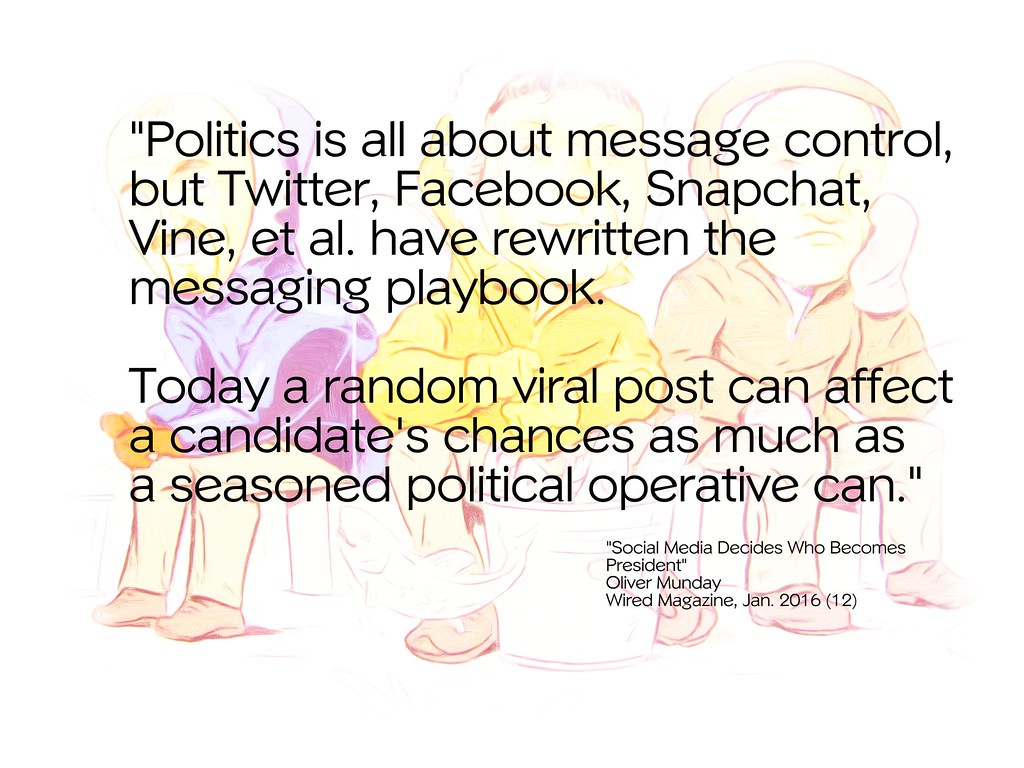 "Politics is all about message control,
but Twitter, Facebook, Snapchat,
Vine, et al. have rewritten the
messaging playbook.
Today a random viral post can affect
a candidate's chances as much as
a seasoned political operative can."
"Social Media Decides Who Becomes
President"
Oliver Munday
Wired Magazine, Jan. 2016 (12)